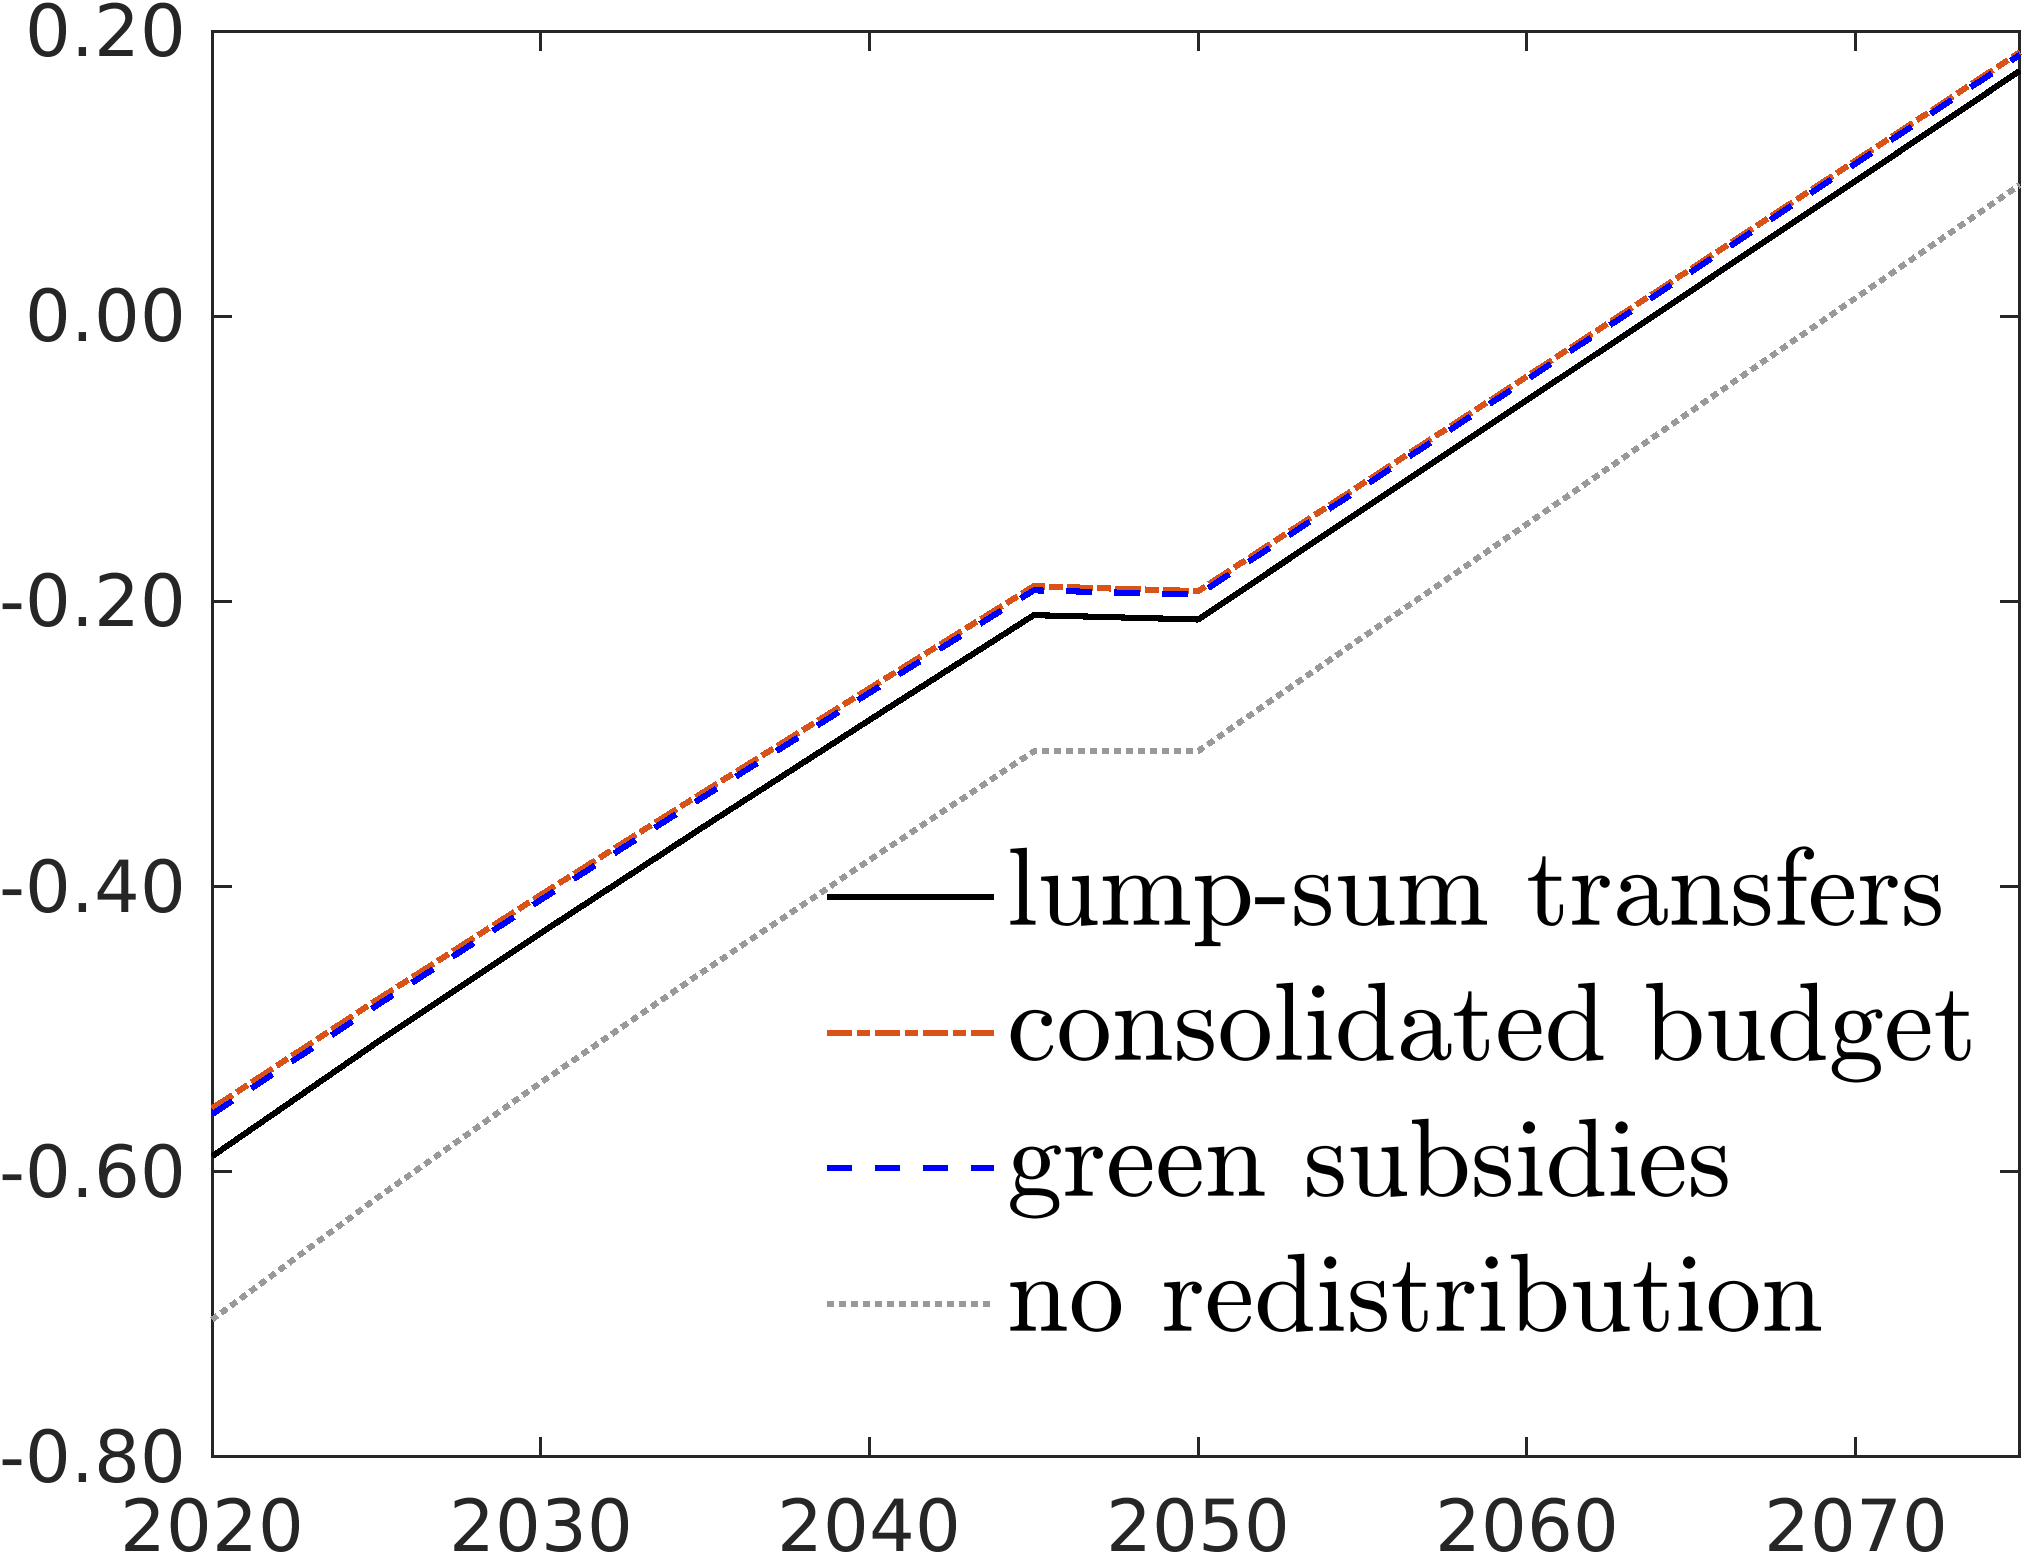 0.20
0.00
-0.20
-0.40
-0.60
-0.80
2020 2030 2040 2050 2060 2070
lump-sum transfers
consolidated budget
green subsidies
no redistribution